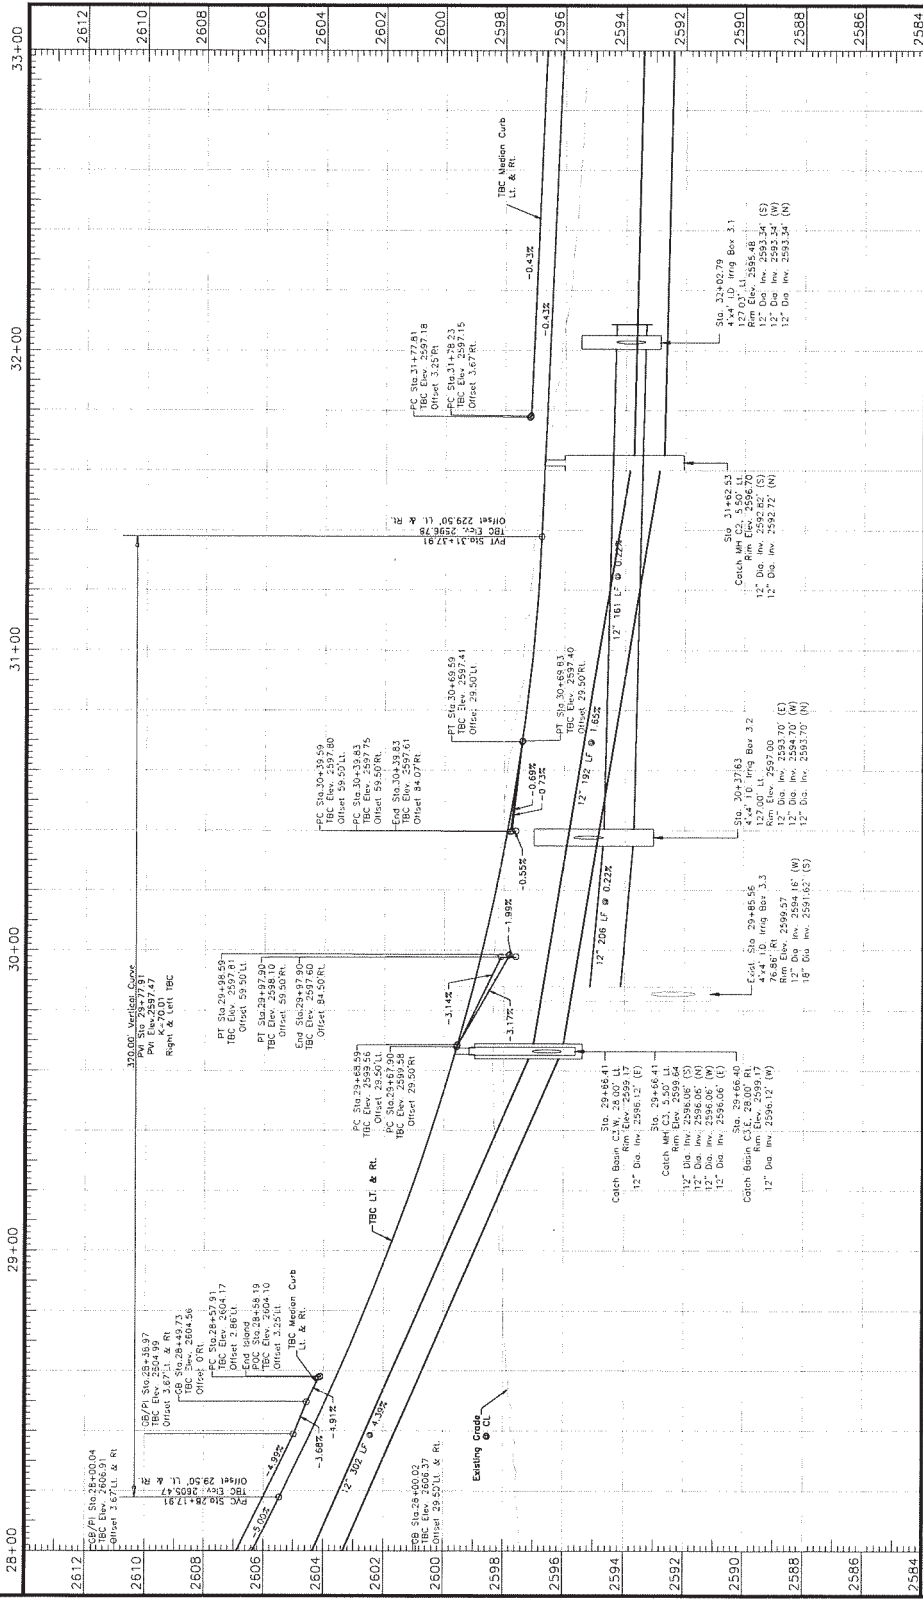 28+00
29+00
30+00
31+00
32+00
33+00
2612
2610
2608
2606
2604
2602
2600
2598
2596
2594
2592
2590
2588
2586
2584
2612
2610
2608
2606
2604
2602
2600
2598
2596
2594
2592
2590
2588
2586
2584
GB/PI Sta.28+00.04
TBC Elev. 2606.91
Offset 3.67'Lt. & Rt.
PVC Sta.28+17.91
TBC Elev. 2605.47
Offset 29.50' Lt. & Rt.
GB/PI Sta.28+38.97
TBC Elev. 2604.99
Offset 3.67'Lt. & Rt.
GB Sta.28+49.73
TBC Elev. 2604.56
Offset 0'Rt.
PC Sta.28+57.91
TBC Elev. 2604.17
Offset 2.86'Lt.
End Island
POC Sta.28+58.19
TBC Elev. 2604.10
Offset 3.25'Lt.
TBC Median Curb
Lt. & Rt.
-5.00%
-4.99%
-3.68%
-4.91%
12" 302 LF @ 4.39%
GB Sta.28+00.02
TBC Elev. 2606.37
Offset 29.50'Lt. & Rt.
Existing Grade
@ CL
320.00' Vertical Curve
PVI Sta 29+77.91
PVI Elev.2597.47
K=70.01
Right & Left TBC
TBC LT. & Rt.
PC Sta.29+68.59
TBC Elev. 2599.56
Offset 29.50'Lt.
PC Sta.29+67.90
TBC Elev. 2599.58
Offset 29.50'Rt
PT Sta.29+98.59
TBC Elev. 2597.81
Offset 59.50'Lt.
PT Sta.29+97.90
TBC Elev. 2598.10
Offset 59.50'Rt.
End Sta.29+97.90
TBC Elev. 2597.60
Offset 84.50'Rt.
-3.14%
-3.17%
-1.99%
-0.55%
-0.69%
-0.73%
PC Sta.30+39.59
TBC Elev. 2597.80
Offset 59.50'Lt.
PC Sta.30+39.83
TBC Elev. 2597.75
Offset 59.50'Rt.
End Sta.30+39.83
TBC Elev. 2597.61
Offset 84.07'Rt.
PT Sta.30+69.59
TBC Elev. 2597.41
Offset 29.50'Lt.
PT Sta.30+69.83
TBC Elev. 2597.40
Offset 29.50'Rt.
PVT Sta.31+37.91
TBC Elev. 2596.78
Offset 229.50' Lt. & Rt.
PC Sta.31+77.81
TBC Elev. 2597.18
Offset 3.25'Rt
PC Sta.31+78.23
TBC Elev. 2597.15
Offset 3.67'Rt.
-0.43%
-0.43%
TBC Median Curb
Lt. & Rt.
12" 192 LF @ 1.65%
12" 161 LF @ 0.22%
12" 206 LF @ 0.22%
Sta. 29+66.41
Catch Basin C3.W, 28.00' Lt.
Rim Elev. 2599.17
12" Dia. Inv. 2596.12' (E)
Sta. 29+66.41
Catch MH C3, 5.50' Lt.
Rim Elev. 2599.64
12" Dia. Inv. 2596.06' (S)
12" Dia. Inv. 2596.06' (N)
12" Dia. Inv. 2596.06' (W)
12" Dia. Inv. 2596.06' (E)
Sta. 29+66.40
Catch Basin C3.E, 28.00' Rt.
Rim Elev. 2599.17
12" Dia. Inv. 2596.12' (W)
Exist. Sta 29+85.56
4'x4' I.D. Irrig Box 3.3
76.86' Rt
Rim Elev. 2599.57
12" Dia. Inv. 2594.16' (W)
18" Dia. Inv. 2591.62' (S)
Sta. 30+37.63
4'x4' I.D. Irrig Box 3.2
127.00' Lt.
Rim Elev. 2597.00
12" Dia. Inv. 2593.70' (E)
12" Dia. Inv. 2594.70' (W)
12" Dia. Inv. 2593.70' (N)
Sta 31+62.53
Catch MH C2, 5.50' Lt.
Rim Elev. 2596.70
12" Dia. Inv. 2592.82' (S)
12" Dia. Inv. 2592.72' (N)
Sta. 32+02.79
4'x4' I.D Irrig Box 3.1
127.03' Lt.
Rim Elev. 2595.48
12" Dia. Inv. 2593.34' (S)
12" Dia. Inv. 2593.34' (W)
12" Dia. Inv. 2593.34' (N)